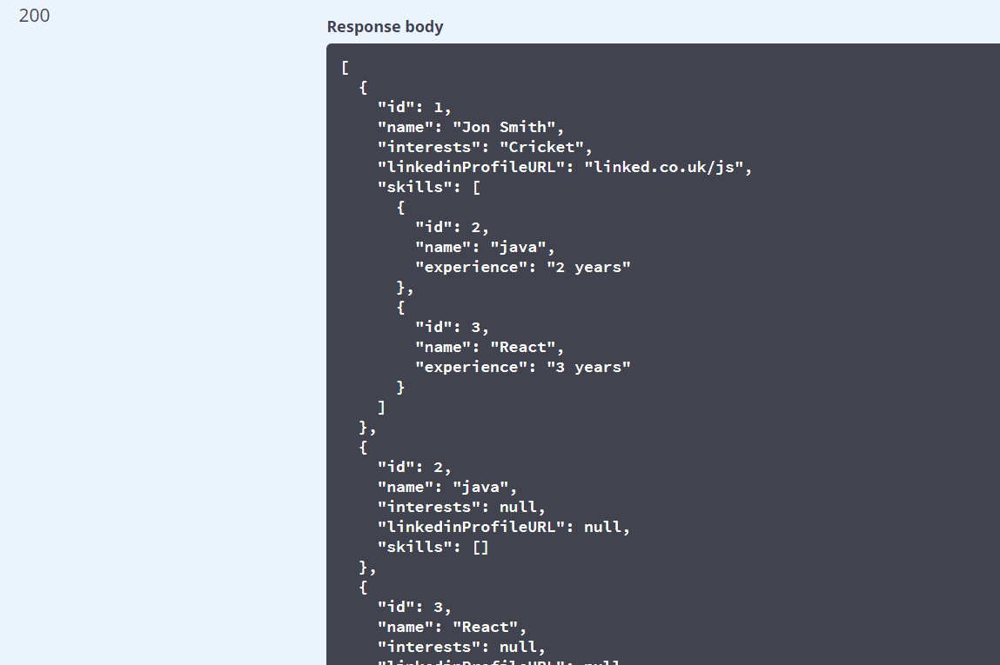 200
Response body
[
  {
    "id": 1,
    "name": "Jon Smith",
    "interests": "Cricket",
    "linkedinProfileURL": "linked.co.uk/js",
    "skills": [
      {
        "id": 2,
        "name": "java",
        "experience": "2 years"
      },
      {
        "id": 3,
        "name": "React",
        "experience": "3 years"
      }
    ]
  },
  {
    "id": 2,
    "name": "java",
    "interests": null,
    "linkedinProfileURL": null,
    "skills": []
  },
  {
    "id": 3,
    "name": "React",
    "interests": null,
    "linkedinProfileURL": null